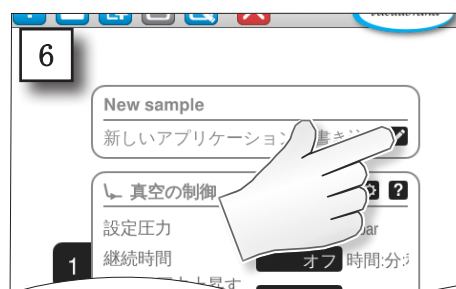 6
New sample
新しいアプリケーション
真空の制御 ?
設定圧力 bar
継続時間 オフ 時間:分:
1